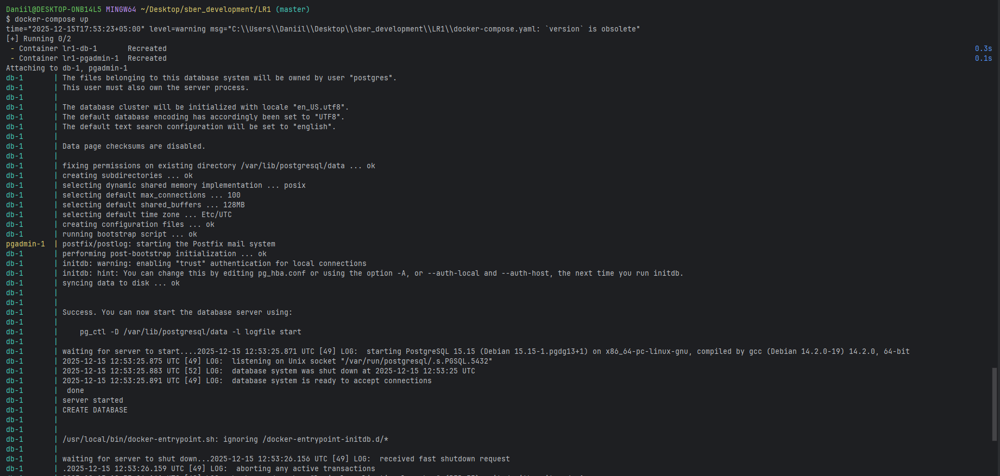 Daniil@DESKTOP-ONB14L5 MINGW64 ~/Desktop/sber_development/LR1 (master)
$ docker-compose up
time="2025-12-15T17:53:23+05:00" level=warning msg="C:\\Users\\Daniil\\Desktop\\sber_development\\LR1\\docker-compose.yaml: `version` is obsolete"
[+] Running 0/2
 - Container lr1-db-1       Recreated 0.3s
 - Container lr1-pgadmin-1  Recreated 0.1s
Attaching to db-1, pgadmin-1
db-1       | The files belonging to this database system will be owned by user "postgres".
db-1       | This user must also own the server process.
db-1       |
db-1       | The database cluster will be initialized with locale "en_US.utf8".
db-1       | The default database encoding has accordingly been set to "UTF8".
db-1       | The default text search configuration will be set to "english".
db-1       |
db-1       | Data page checksums are disabled.
db-1       |
db-1       | fixing permissions on existing directory /var/lib/postgresql/data ... ok
db-1       | creating subdirectories ... ok
db-1       | selecting dynamic shared memory implementation ... posix
db-1       | selecting default max_connections ... 100
db-1       | selecting default shared_buffers ... 128MB
db-1       | selecting default time zone ... Etc/UTC
db-1       | creating configuration files ... ok
db-1       | running bootstrap script ... ok
pgadmin-1  | postfix/postlog: starting the Postfix mail system
db-1       | performing post-bootstrap initialization ... ok
db-1       | initdb: warning: enabling "trust" authentication for local connections
db-1       | initdb: hint: You can change this by editing pg_hba.conf or using the option -A, or --auth-local and --auth-host, the next time you run initdb.
db-1       | syncing data to disk ... ok
db-1       |
db-1       |
db-1       | Success. You can now start the database server using:
db-1       |
db-1       |     pg_ctl -D /var/lib/postgresql/data -l logfile start
db-1       |
db-1       | waiting for server to start....2025-12-15 12:53:25.871 UTC [49] LOG:  starting PostgreSQL 15.15 (Debian 15.15-1.pgdg13+1) on x86_64-pc-linux-gnu, compiled by gcc (Debian 14.2.0-19) 14.2.0, 64-bit
db-1       | 2025-12-15 12:53:25.875 UTC [49] LOG:  listening on Unix socket "/var/run/postgresql/.s.PGSQL.5432"
db-1       | 2025-12-15 12:53:25.883 UTC [52] LOG:  database system was shut down at 2025-12-15 12:53:25 UTC
db-1       | 2025-12-15 12:53:25.891 UTC [49] LOG:  database system is ready to accept connections
db-1       |  done
db-1       | server started
db-1       | CREATE DATABASE
db-1       |
db-1       |
db-1       | /usr/local/bin/docker-entrypoint.sh: ignoring /docker-entrypoint-initdb.d/*
db-1       |
db-1       | waiting for server to shut down...2025-12-15 12:53:26.156 UTC [49] LOG:  received fast shutdown request
db-1       | .2025-12-15 12:53:26.159 UTC [49] LOG:  aborting any active transactions